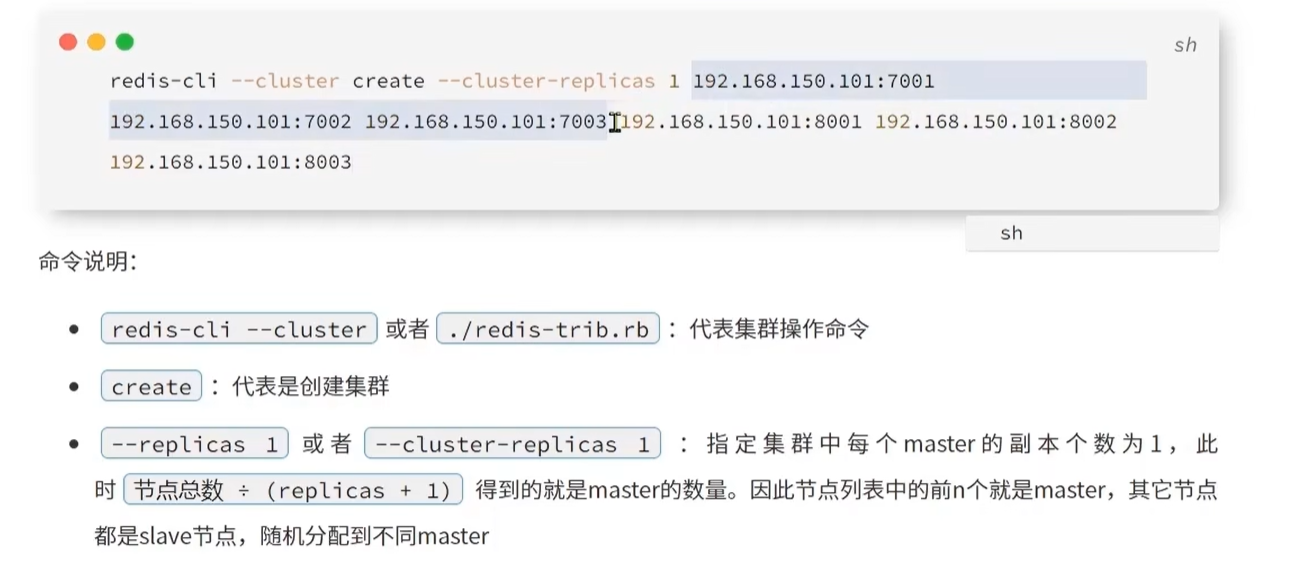 sh
redis-cli --cluster create --cluster-replicas 1 192.168.150.101:7001
192.168.150.101:7002 192.168.150.101:7003 192.168.150.101:8001 192.168.150.101:8002
192.168.150.101:8003
sh
命令说明：
redis-cli --cluster 或者 ./redis-trib.rb ：代表集群操作命令
create ：代表是创建集群
--replicas 1 或者 --cluster-replicas 1 ：指定集群中每个master的副本个数为1，此
时 节点总数 ÷ (replicas + 1) 得到的就是master的数量。因此节点列表中的前n个就是master，其它节点
都是slave节点，随机分配到不同master